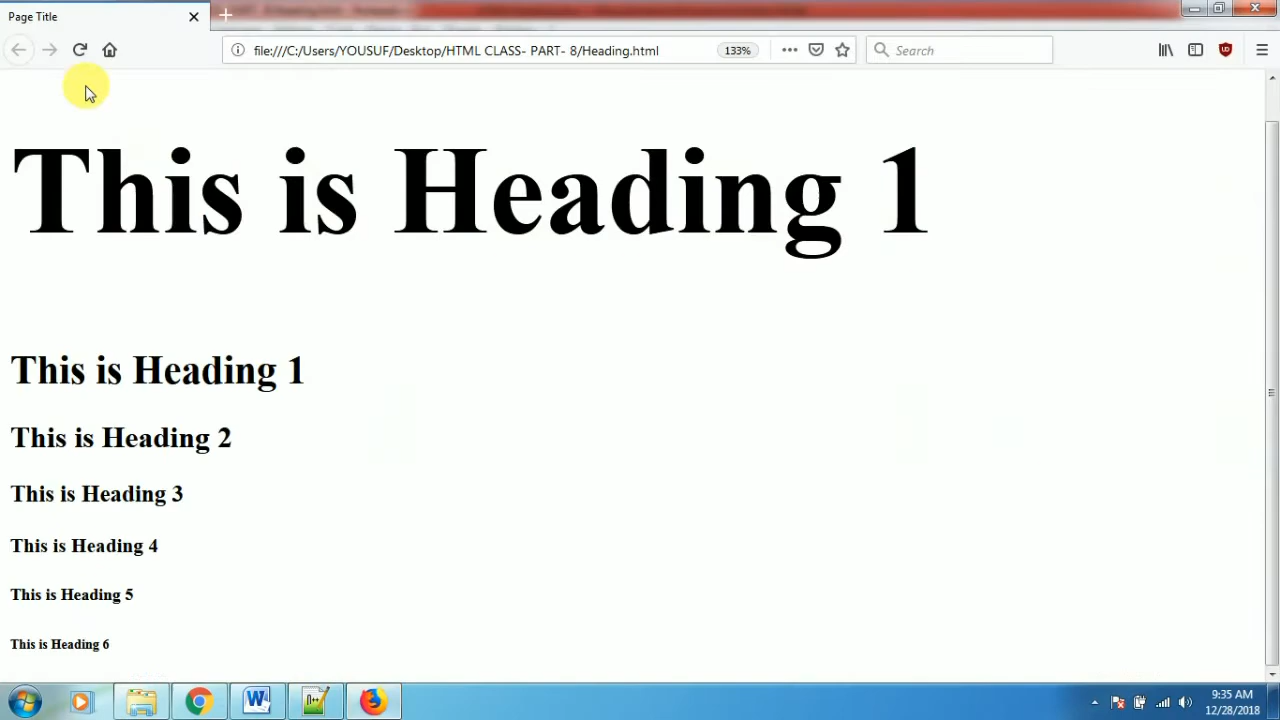 Page Title
file:///C:/Users/YOUSUF/Desktop/HTML CLASS- PART- 8/Heading.html
133%
Search
This is Heading 1
This is Heading 1
This is Heading 2
This is Heading 3
This is Heading 4
This is Heading 5
This is Heading 6
9:35 AM
12/28/2018